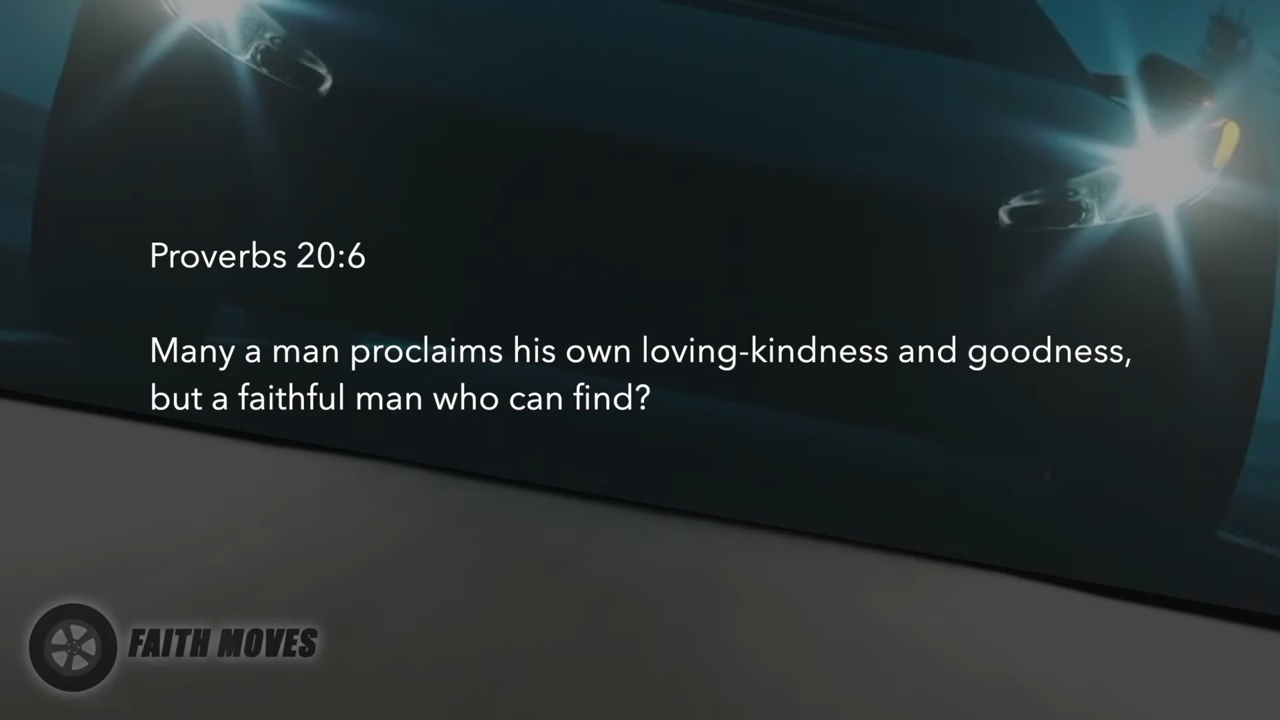 Proverbs 20:6
Many a man proclaims his own loving-kindness and goodness,
but a faithful man who can find?
FAITH MOVES